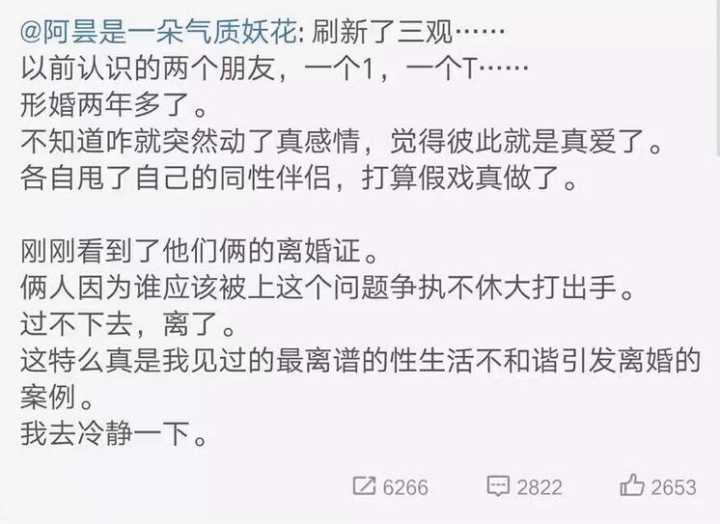 @阿昙是一朵气质妖花: 刷新了三观……
以前认识的两个朋友，一个1，一个T……
形婚两年多了。
不知道咋就突然动了真感情，觉得彼此就是真爱了。
各自甩了自己的同性伴侣，打算假戏真做了。
刚刚看到了他们俩的离婚证。
俩人因为谁应该被上这个问题争执不休大打出手。
过不下去，离了。
这特么真是我见过的最离谱的性生活不和谐引发离婚的
案例。
我去冷静一下。
6266 2822 2653